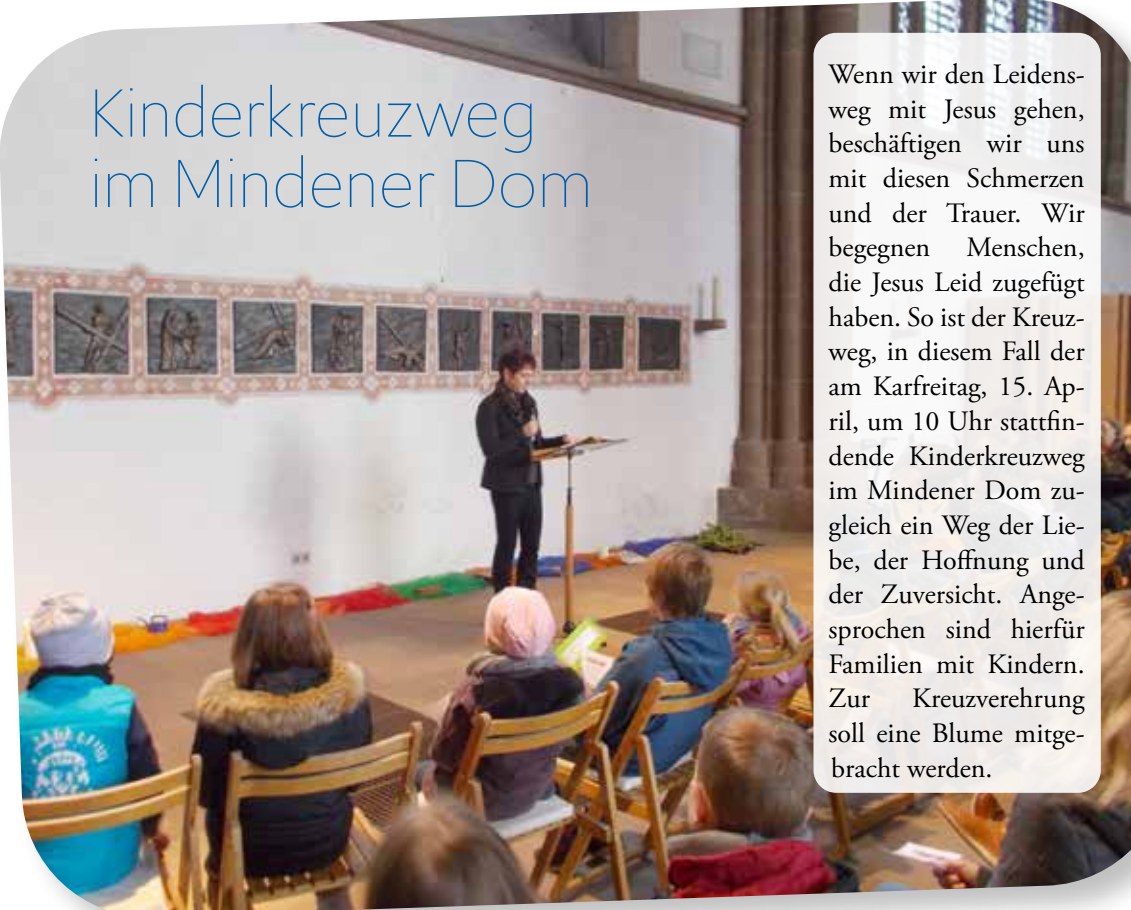 Kinderkreuzweg
im Mindener Dom
Wenn wir den Leidens-
weg mit Jesus gehen,
beschäftigen wir uns
mit diesen Schmerzen
und der Trauer. Wir
begegnen Menschen,
die Jesus Leid zugefügt
haben. So ist der Kreuz-
weg, in diesem Fall der
am Karfreitag, 15. Ap-
ril, um 10 Uhr stattfin-
dende Kinderkreuzweg
im Mindener Dom zu-
gleich ein Weg der Lie-
be, der Hoffnung und
der Zuversicht. Ange-
sprochen sind hierfür
Familien mit Kindern.
Zur Kreuzverehrung
soll eine Blume mitge-
bracht werden.